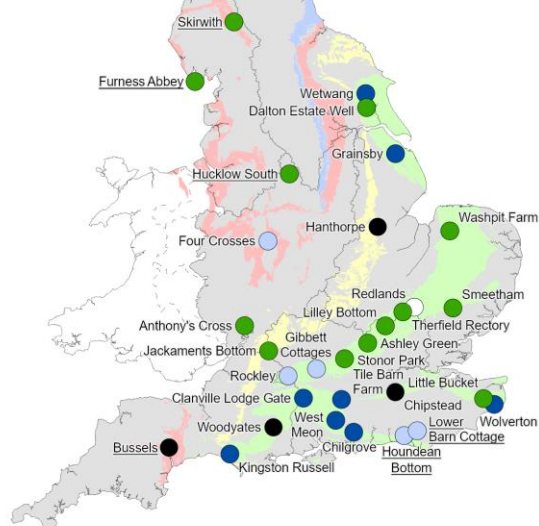 Skirwith
Furness Abbey
Wetwang
Dalton Estate Well
Grainsby
Hucklow South
Hanthorpe
Washpit Farm
Four Crosses
Redlands
Smeetham
Lilley Bottom
Therfield Rectory
Anthony's Cross
Gibbett
Cottages
Ashley Green
Jackaments Bottom
Stonor Park
Rockley
Tile Barn
Farm
Little Bucket
Clanville Lodge Gate
Chipstead
West
Meon
Lower
Barn Cottage
Wolverton
Woodyates
Chilgrove
Bussels
Houndean
Bottom
Kingston Russell